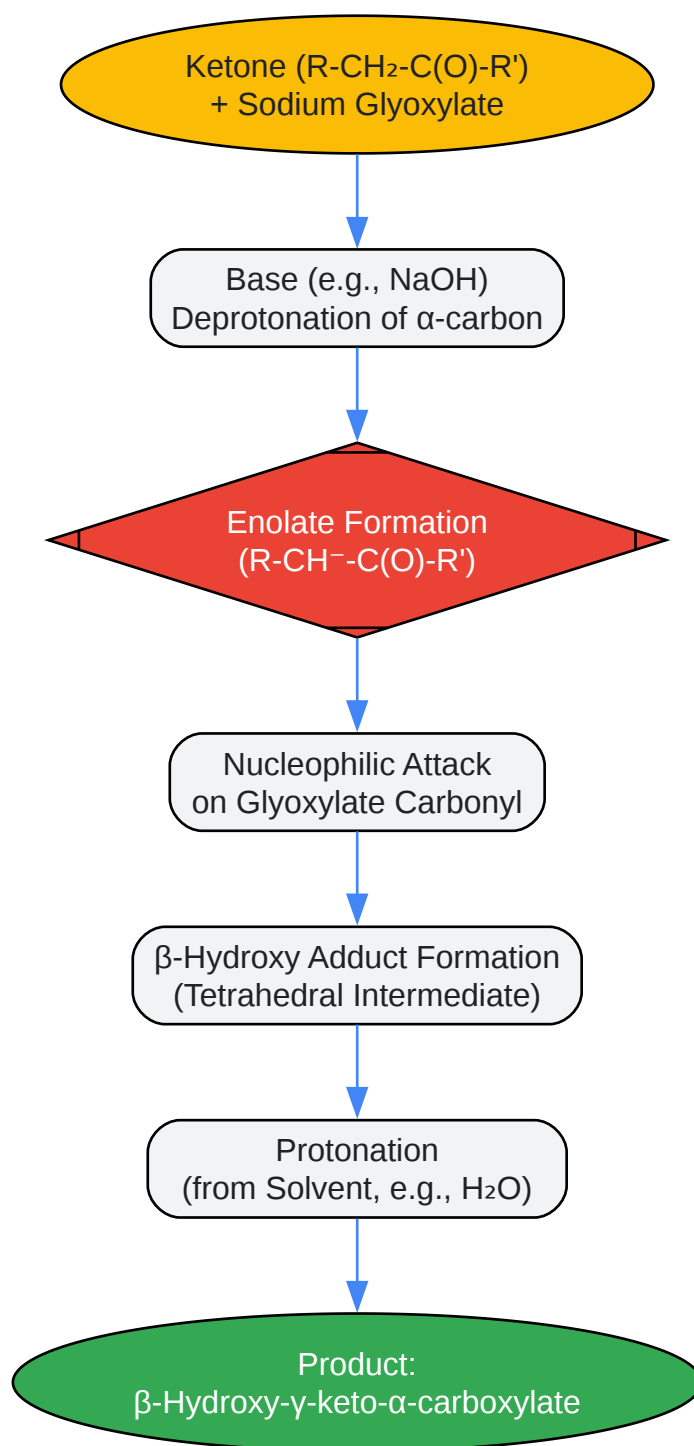 Ketone (R-CH₂-C(O)-R')
+ Sodium Glyoxylate
Base (e.g., NaOH)
Deprotonation of α-carbon
Enolate Formation
(R-CH⁻-C(O)-R')
Nucleophilic Attack
on Glyoxylate Carbonyl
β-Hydroxy Adduct Formation
(Tetrahedral Intermediate)
Protonation
(from Solvent, e.g., H₂O)
Product:
β-Hydroxy-γ-keto-α-carboxylate